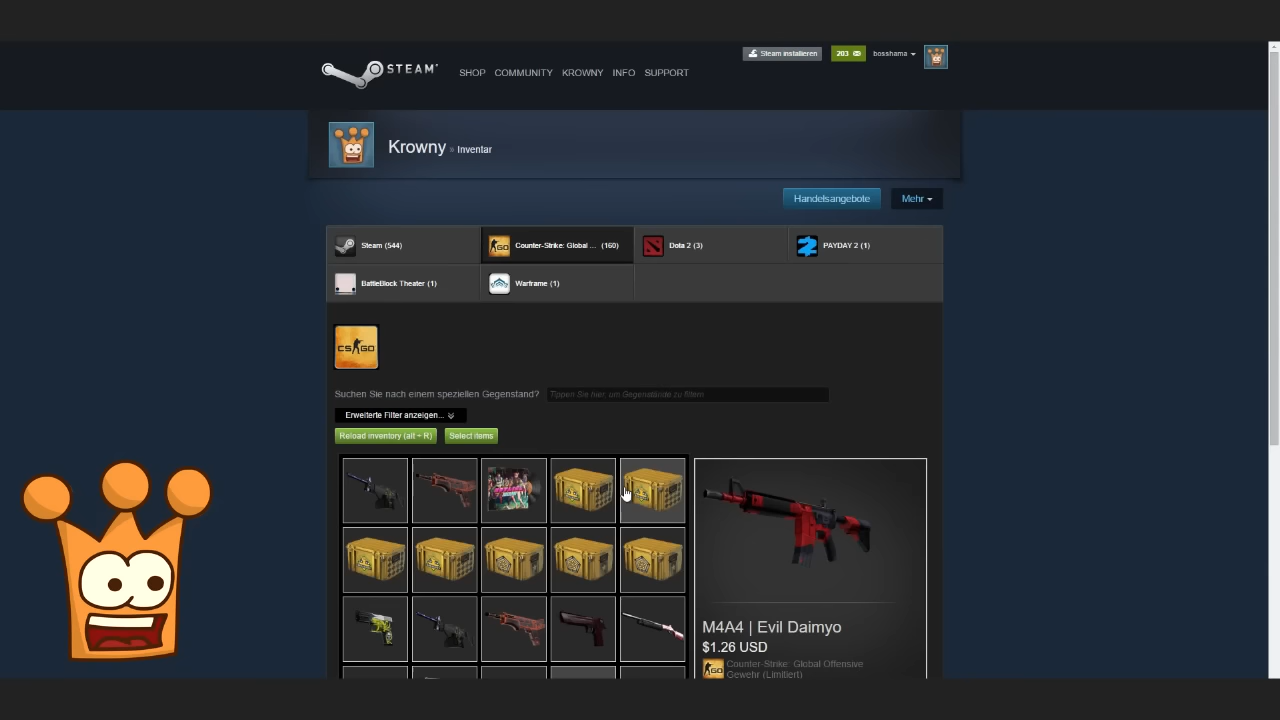 STEAM
SHOP COMMUNITY KROWNY INFO SUPPORT
Steam installieren
203
bosshama
Krowny » Inventar
Handelsangebote
Mehr
Steam (544)
GO
Counter-Strike: Global ... (160)
Dota 2 (3)
PAYDAY 2 (1)
BattleBlock Theater (1)
Warframe (1)
CS GO
Suchen Sie nach einem speziellen Gegenstand?
Tippen Sie hier, um Gegenstände zu filtern
Erweiterte Filter anzeigen...
Reload inventory (alt + R)
Select items
M4A4 | Evil Daimyo
$1.26 USD
GO
Counter-Strike: Global Offensive
Gewehr (Limitiert)